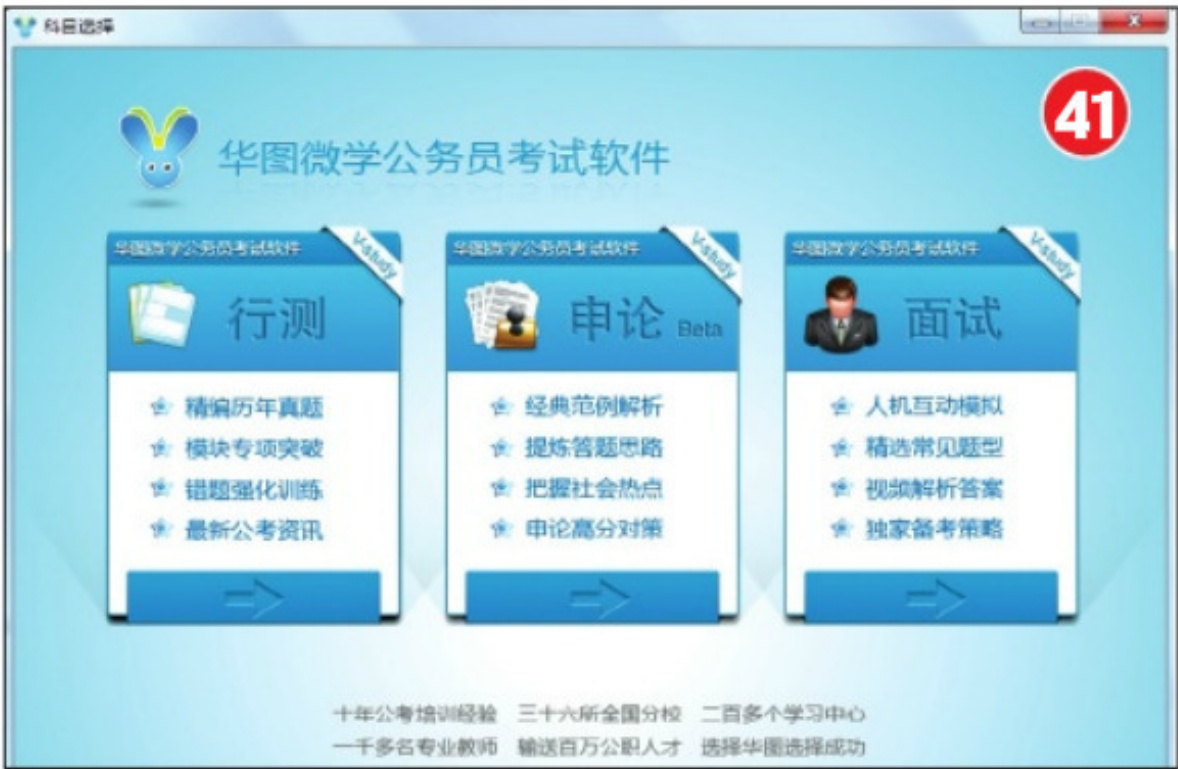 科目选择
41
华图微学公务员考试软件
华图微学公务员考试软件
V-study
行测
精编历年真题
模块专项突破
错题强化训练
最新公考资讯
华图微学公务员考试软件
V-study
申论 Beta
经典范例解析
提炼答题思路
把握社会热点
申论高分对策
华图微学公务员考试软件
V-study
面试
人机互动模拟
精选常见题型
视频解析答案
独家备考策略
十年公考培训经验 三十六所全国分校 二百多个学习中心
一千多名专业教师 输送百万公职人才 选择华图选择成功